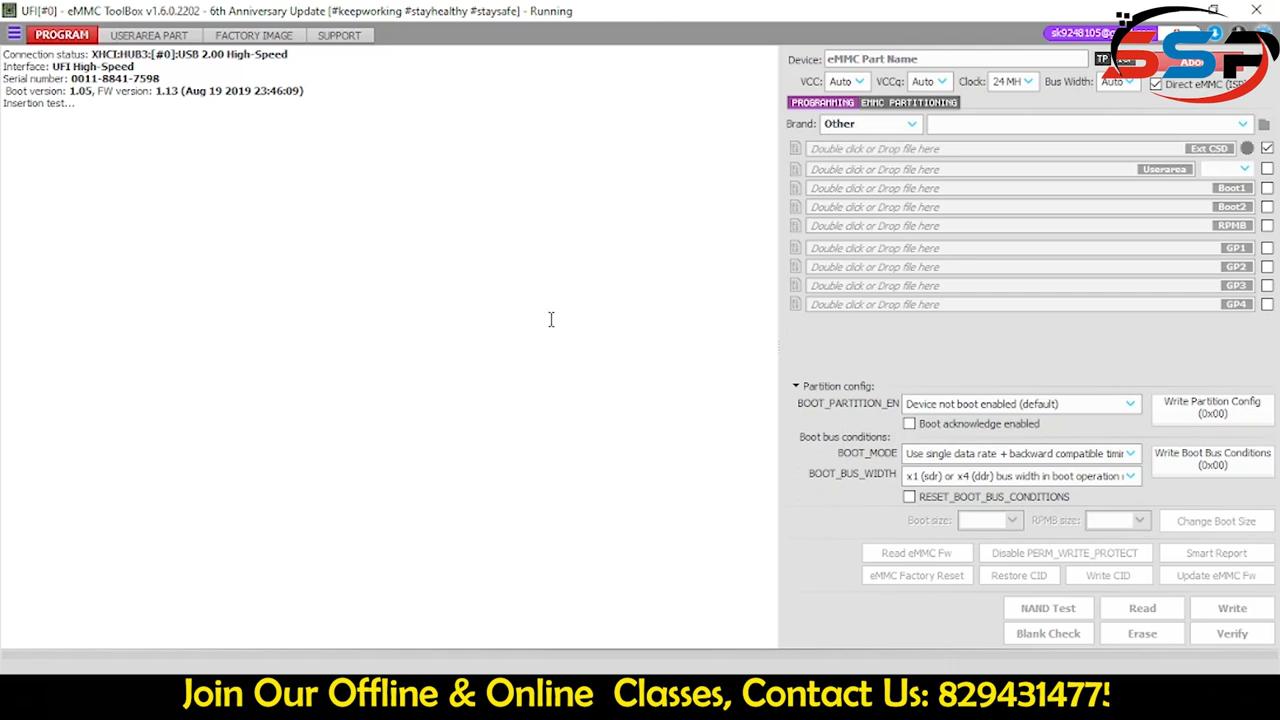 UFI[#0] - eMMC ToolBox v1.6.0.2202 - 6th Anniversary Update [#keepworking #stayhealthy #staysafe] - Running
PROGRAM USERAREA PART FACTORY IMAGE SUPPORT
Connection status: XHCI:HUB3:[#0]:USB 2.00 High-Speed
Interface: UFI High-Speed
Serial number: 0011-8841-7598
Boot version: 1.05, FW version: 1.13 (Aug 19 2019 23:46:09)
Insertion test...
SSF
Device: eMMC Part Name
VCC: Auto VCCq: Auto Clock: 24 MH Bus Width: Auto Direct eMMC (ISP)
PROGRAMMING EMMC PARTITIONING
Brand: Other
Double click or Drop file here Ext CSD
Double click or Drop file here Userarea
Double click or Drop file here Boot1
Double click or Drop file here Boot2
Double click or Drop file here RPMB
Double click or Drop file here GP1
Double click or Drop file here GP2
Double click or Drop file here GP3
Double click or Drop file here GP4
Partition config:
BOOT_PARTITION_EN Device not boot enabled (default) Write Partition Config (0x00)
Boot acknowledge enabled
Boot bus conditions:
BOOT_MODE Use single data rate + backward compatible timir Write Boot Bus Conditions (0x00)
BOOT_BUS_WIDTH x1 (sdr) or x4 (ddr) bus width in boot operation
RESET_BOOT_BUS_CONDITIONS
Boot size: RPMB size: Change Boot Size
Read eMMC Fw Disable PERM_WRITE_PROTECT Smart Report
eMMC Factory Reset Restore CID Write CID Update eMMC Fw
NAND Test Read Write
Blank Check Erase Verify
Join Our Offline & Online Classes, Contact Us: 8294314775